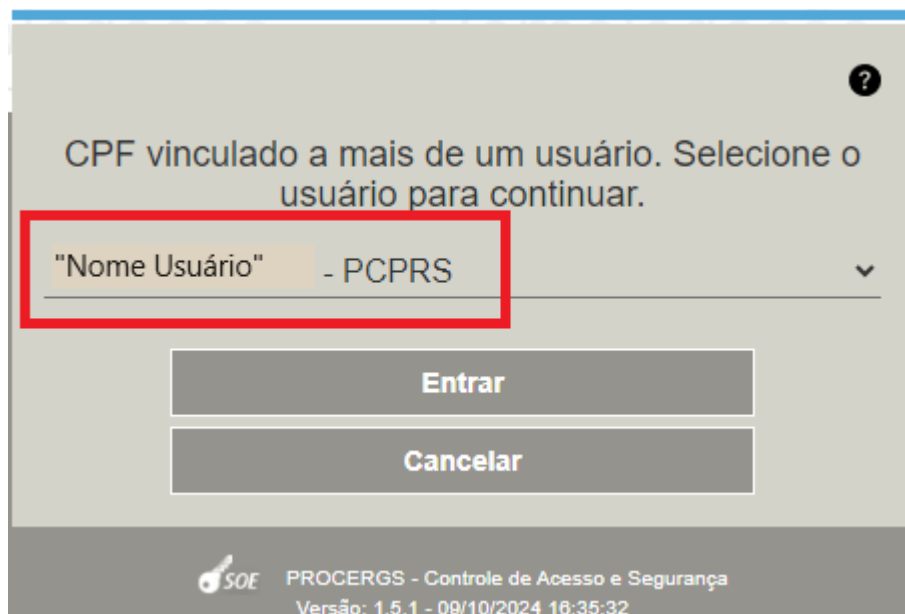 ?
CPF vinculado a mais de um usuário. Selecione o
usuário para continuar.
"Nome Usuário" - PCPRS
Entrar
Cancelar
SOE PROCERGS - Controle de Acesso e Segurança
Versão: 1.5.1 - 09/10/2024 16:35:32